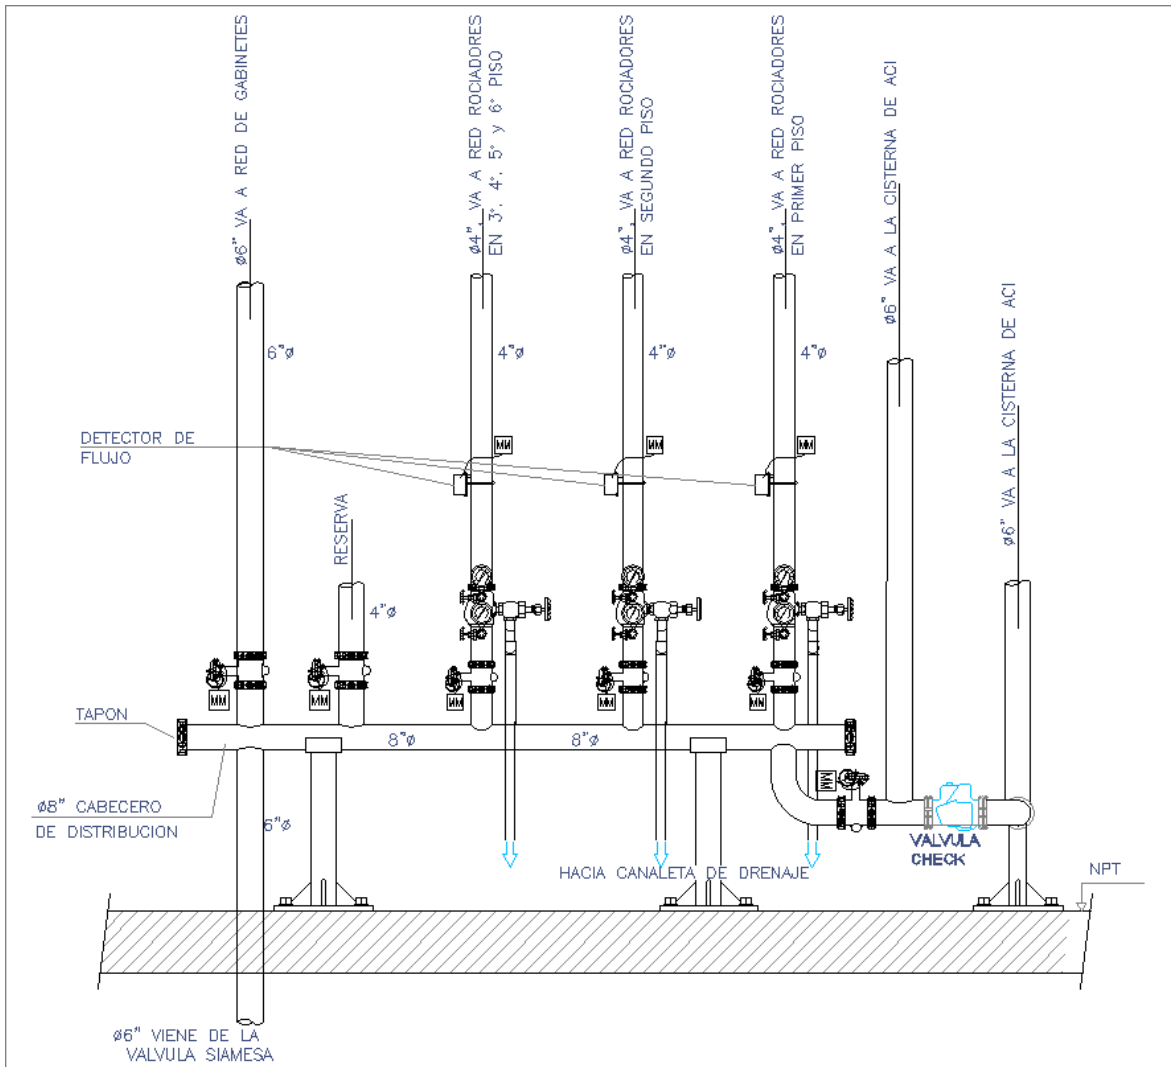 ø6" VA A RED DE GABINETES
ø4", VA A RED ROCIADORES
EN 3°, 4°, 5° y 6° PISO
ø4", VA A RED ROCIADORES
EN SEGUNDO PISO
ø4", VA A RED ROCIADORES
EN PRIMER PISO
ø6" VA A LA CISTERNA DE ACI
ø6" VA A LA CISTERNA DE ACI
6"ø
4"ø
4"ø
4"ø
DETECTOR DE
FLUJO
MM
MM
MM
RESERVA
4"ø
MM
MM
MM
MM
MM
TAPON
8"ø
8"ø
MM
ø8" CABECERO
DE DISTRIBUCION
6"ø
VALVULA
CHECK
HACIA CANALETA DE DRENAJE
NPT
ø6" VIENE DE LA
VALVULA SIAMESA